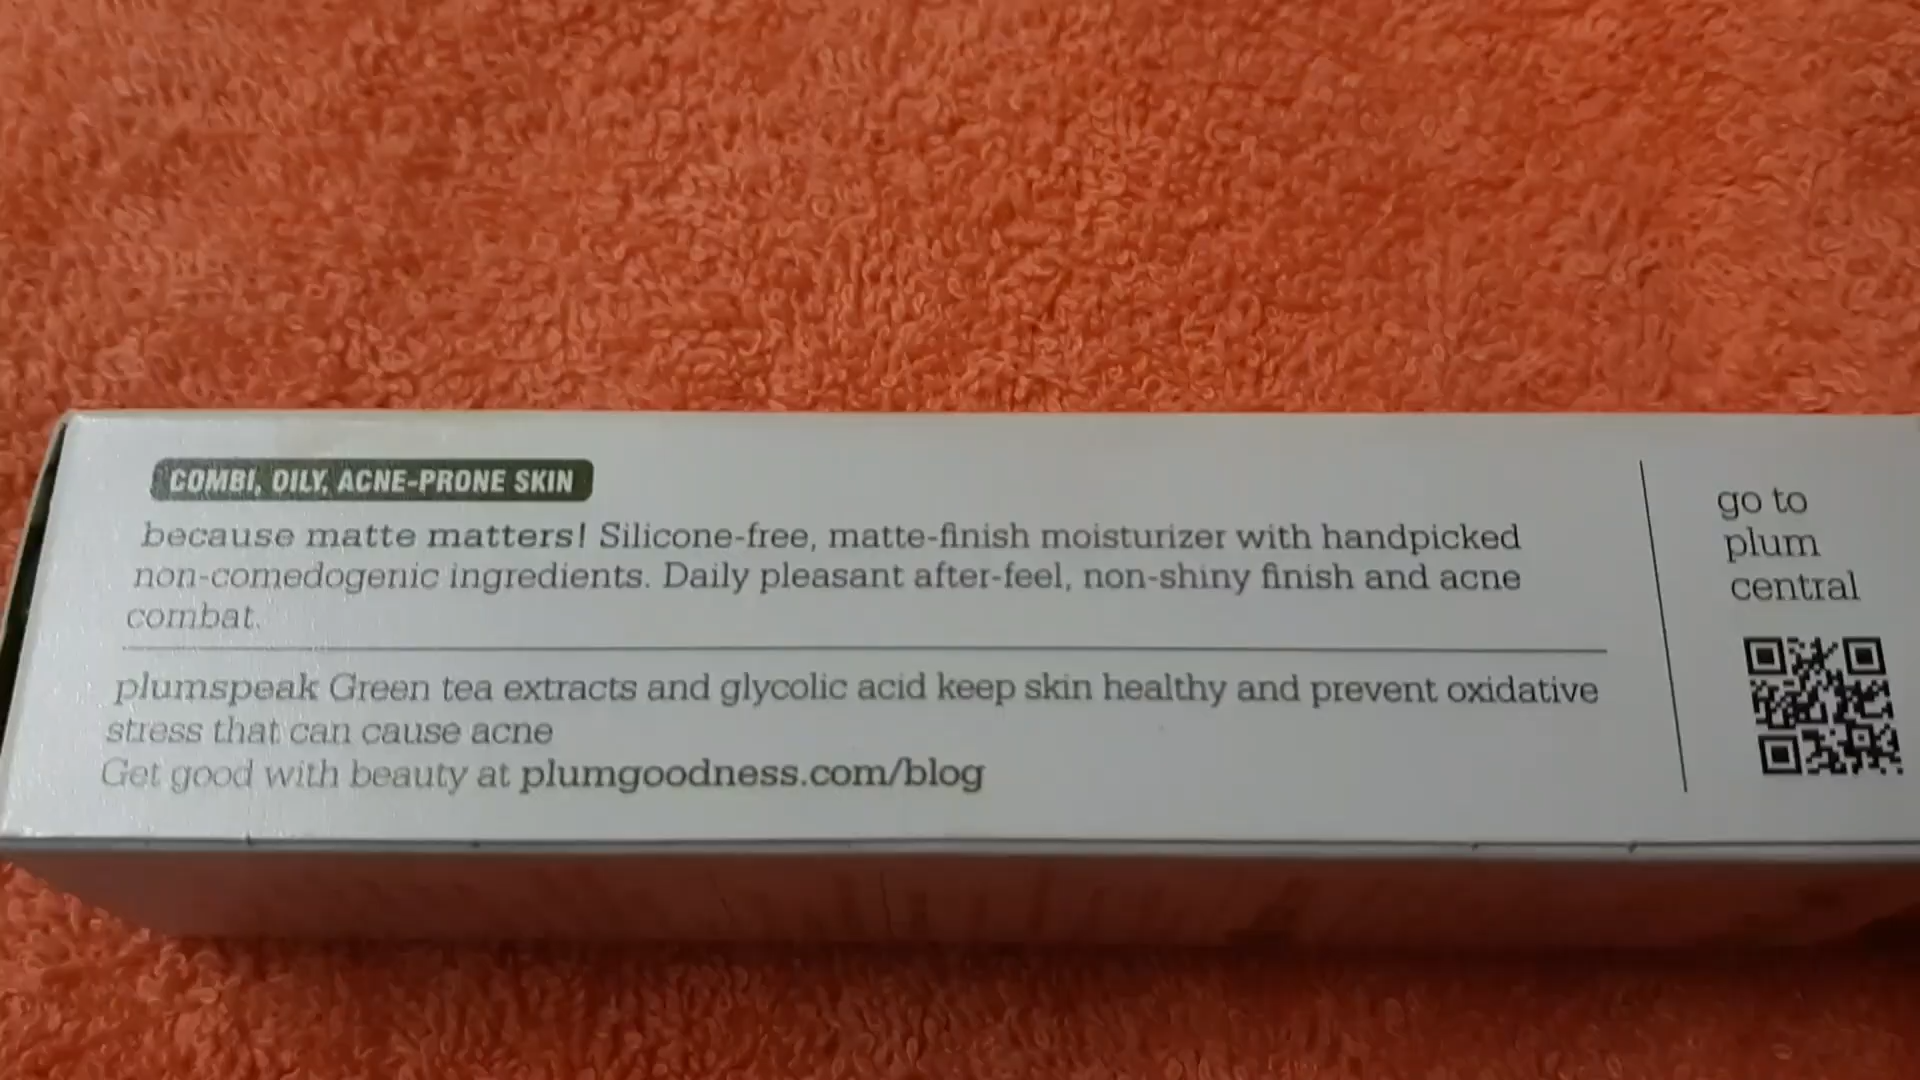 COMBI, OILY, ACNE-PRONE SKIN
because matte matters! Silicone-free, matte-finish moisturizer with handpicked
non-comedogenic ingredients. Daily pleasant after-feel, non-shiny finish and acne
combat.
plumspeak Green tea extracts and glycolic acid keep skin healthy and prevent oxidative
stress that can cause acne
Get good with beauty at plumgoodness.com/blog
go to
plum
central